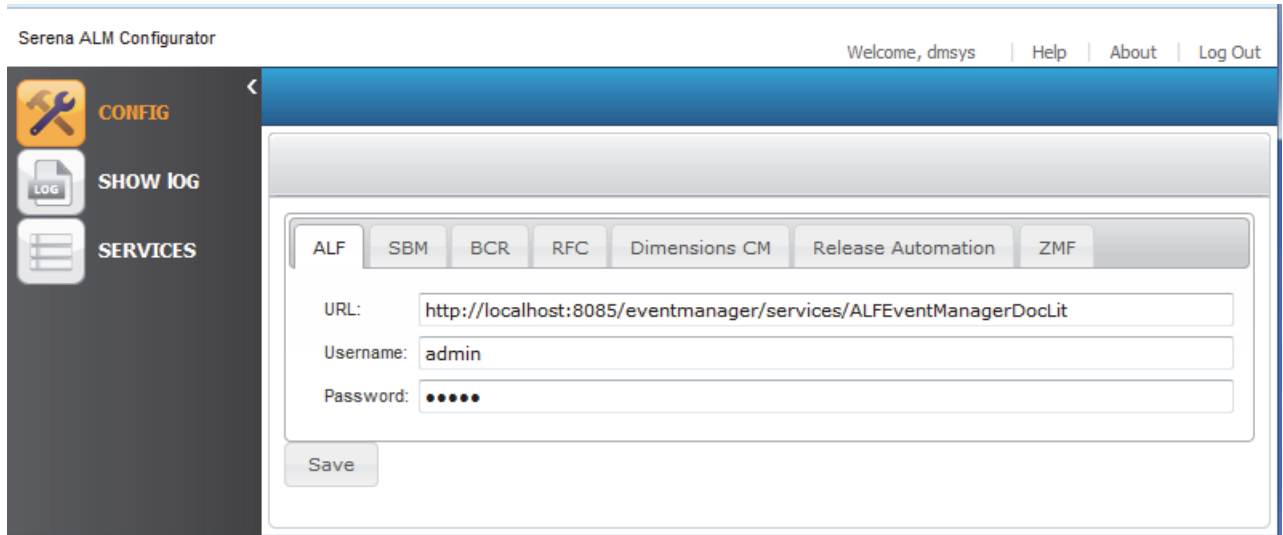 Serena ALM Configurator
Welcome, dmsys | Help | About | Log Out
CONFIG
LOG
SHOW lOG
SERVICES
ALF SBM BCR RFC Dimensions CM Release Automation ZMF
URL: http://localhost:8085/eventmanager/services/ALFEventManagerDocLit
Username: admin
Password: •••••
Save